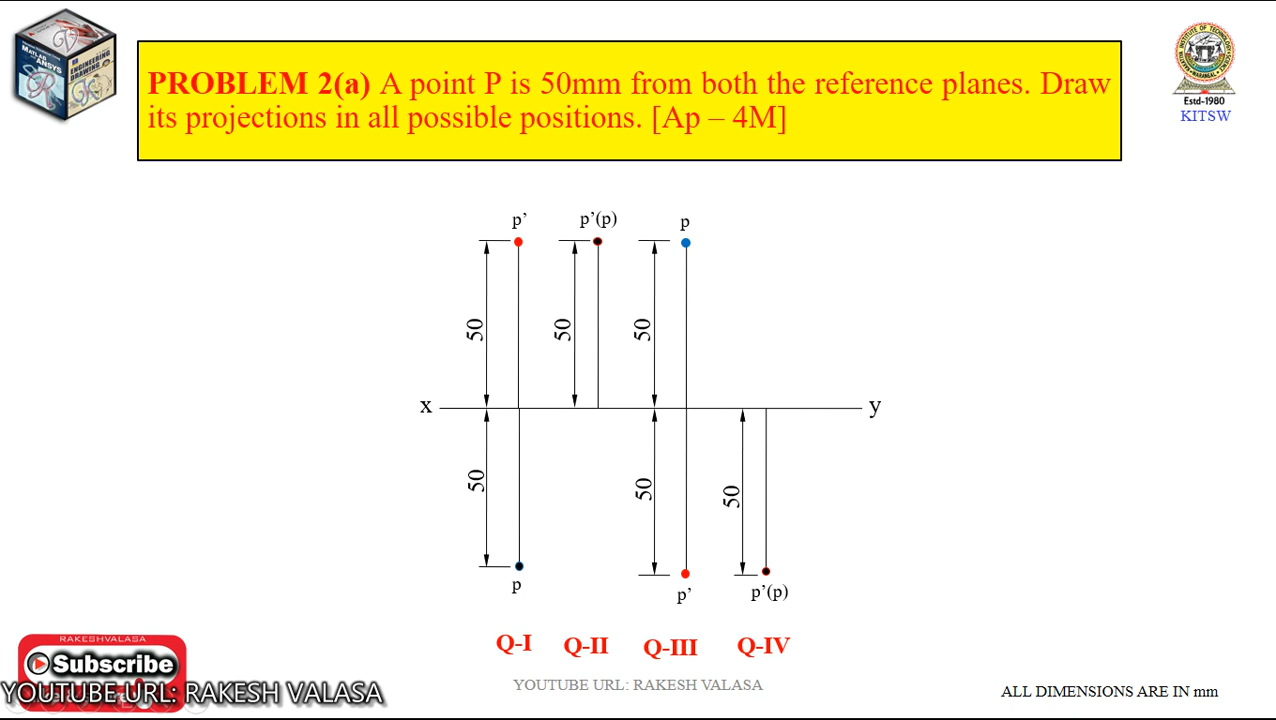 PROBLEM 2(a) A point P is 50mm from both the reference planes. Draw
its projections in all possible positions. [Ap – 4M]
Estd-1980
KITSW
p’
p’(p)
p
50
50
50
x
y
50
50
50
p
p’
p’(p)
Q-I
Q-II
Q-III
Q-IV
RAKESHVALASA
Subscribe
YOUTUBE URL: RAKESH VALASA
YOUTUBE URL: RAKESH VALASA
ALL DIMENSIONS ARE IN mm